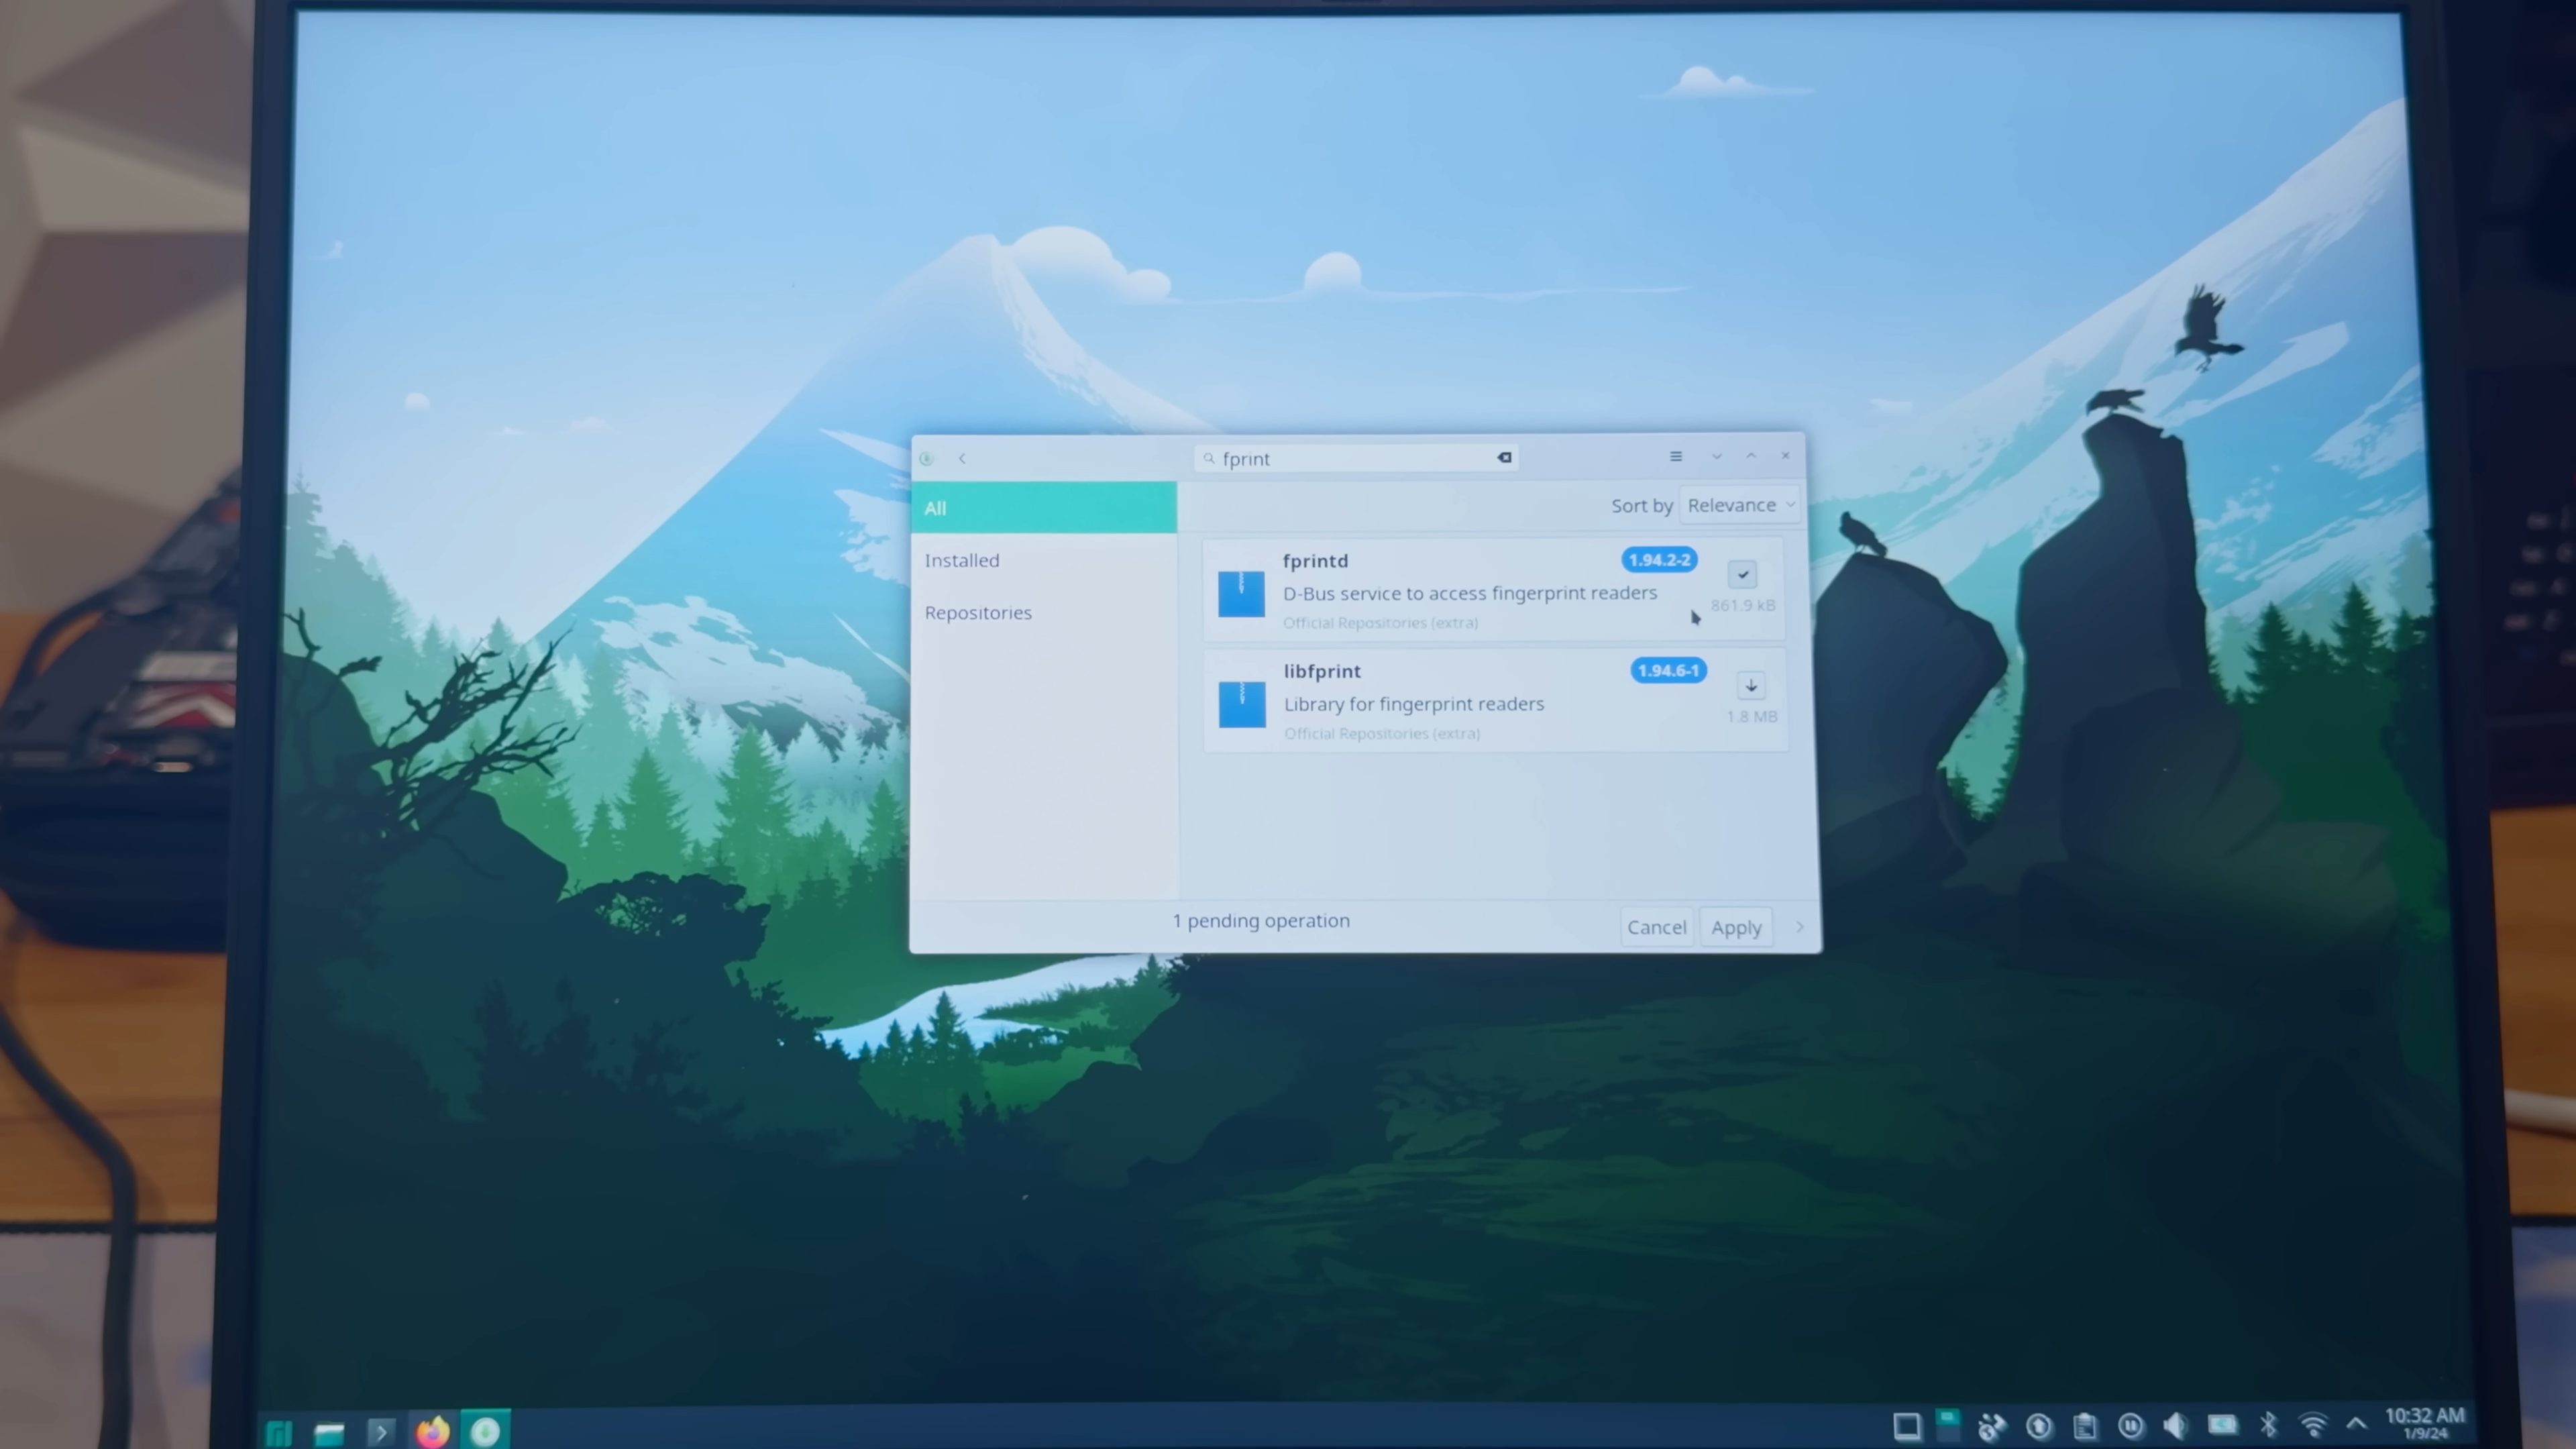 fprint
All
Sort by Relevance
Installed
Repositories
fprintd 1.94.2-2
D-Bus service to access fingerprint readers
861.9 kB
Official Repositories (extra)
libfprint 1.94.6-1
Library for fingerprint readers
1.8 MB
Official Repositories (extra)
1 pending operation
Cancel Apply
10:32 AM
1/9/24